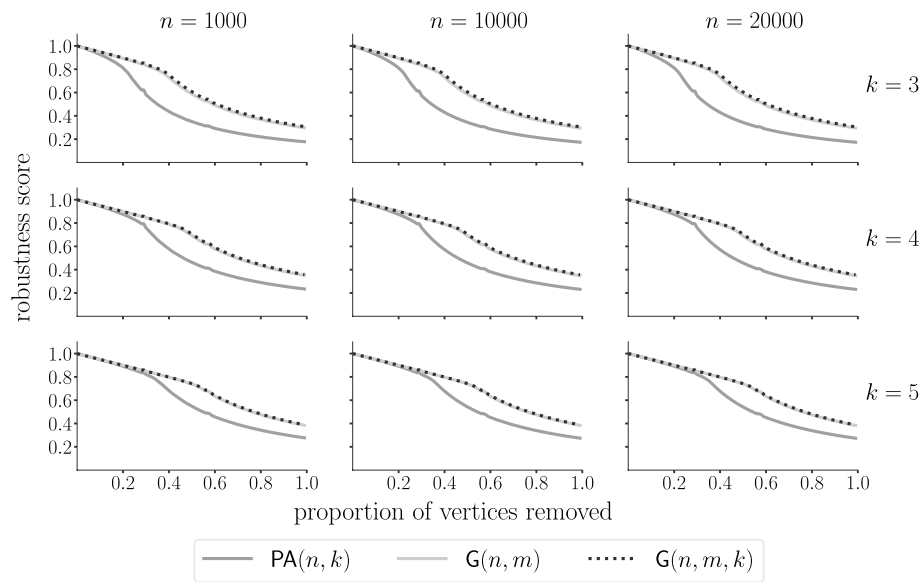 n = 1000 n = 10000 n = 20000
1.0
0.8
0.6
0.4
0.2
k = 3
1.0
0.8
0.6
0.4
0.2
k = 4
1.0
0.8
0.6
0.4
0.2
k = 5
robustness score
0.2 0.4 0.6 0.8 1.0 0.2 0.4 0.6 0.8 1.0 0.2 0.4 0.6 0.8 1.0
proportion of vertices removed
PA(n, k) G(n, m) G(n, m, k)